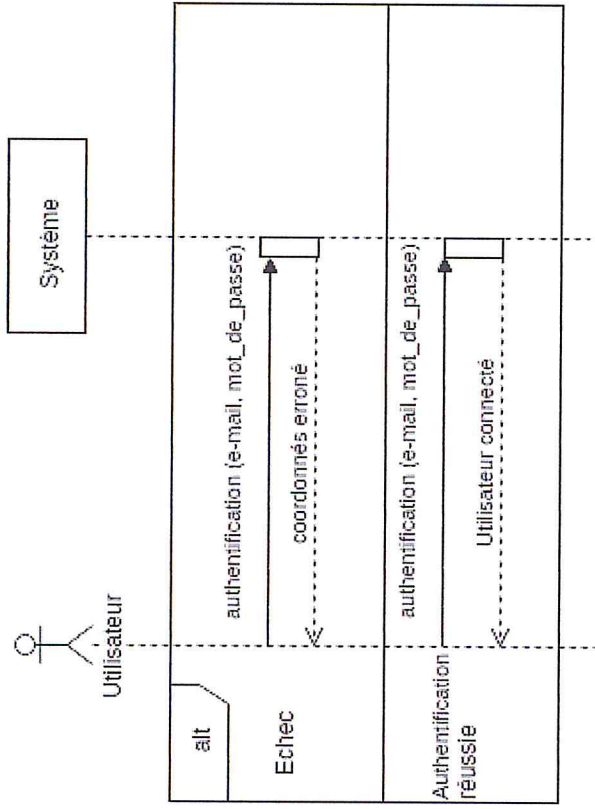 Utilisateur
Système
alt
Echec
authentification (e-mail, mot_de_passe)
coordonnés erroné
Authentification
réussie
authentification (e-mail, mot_de_passe)
Utilisateur connecté